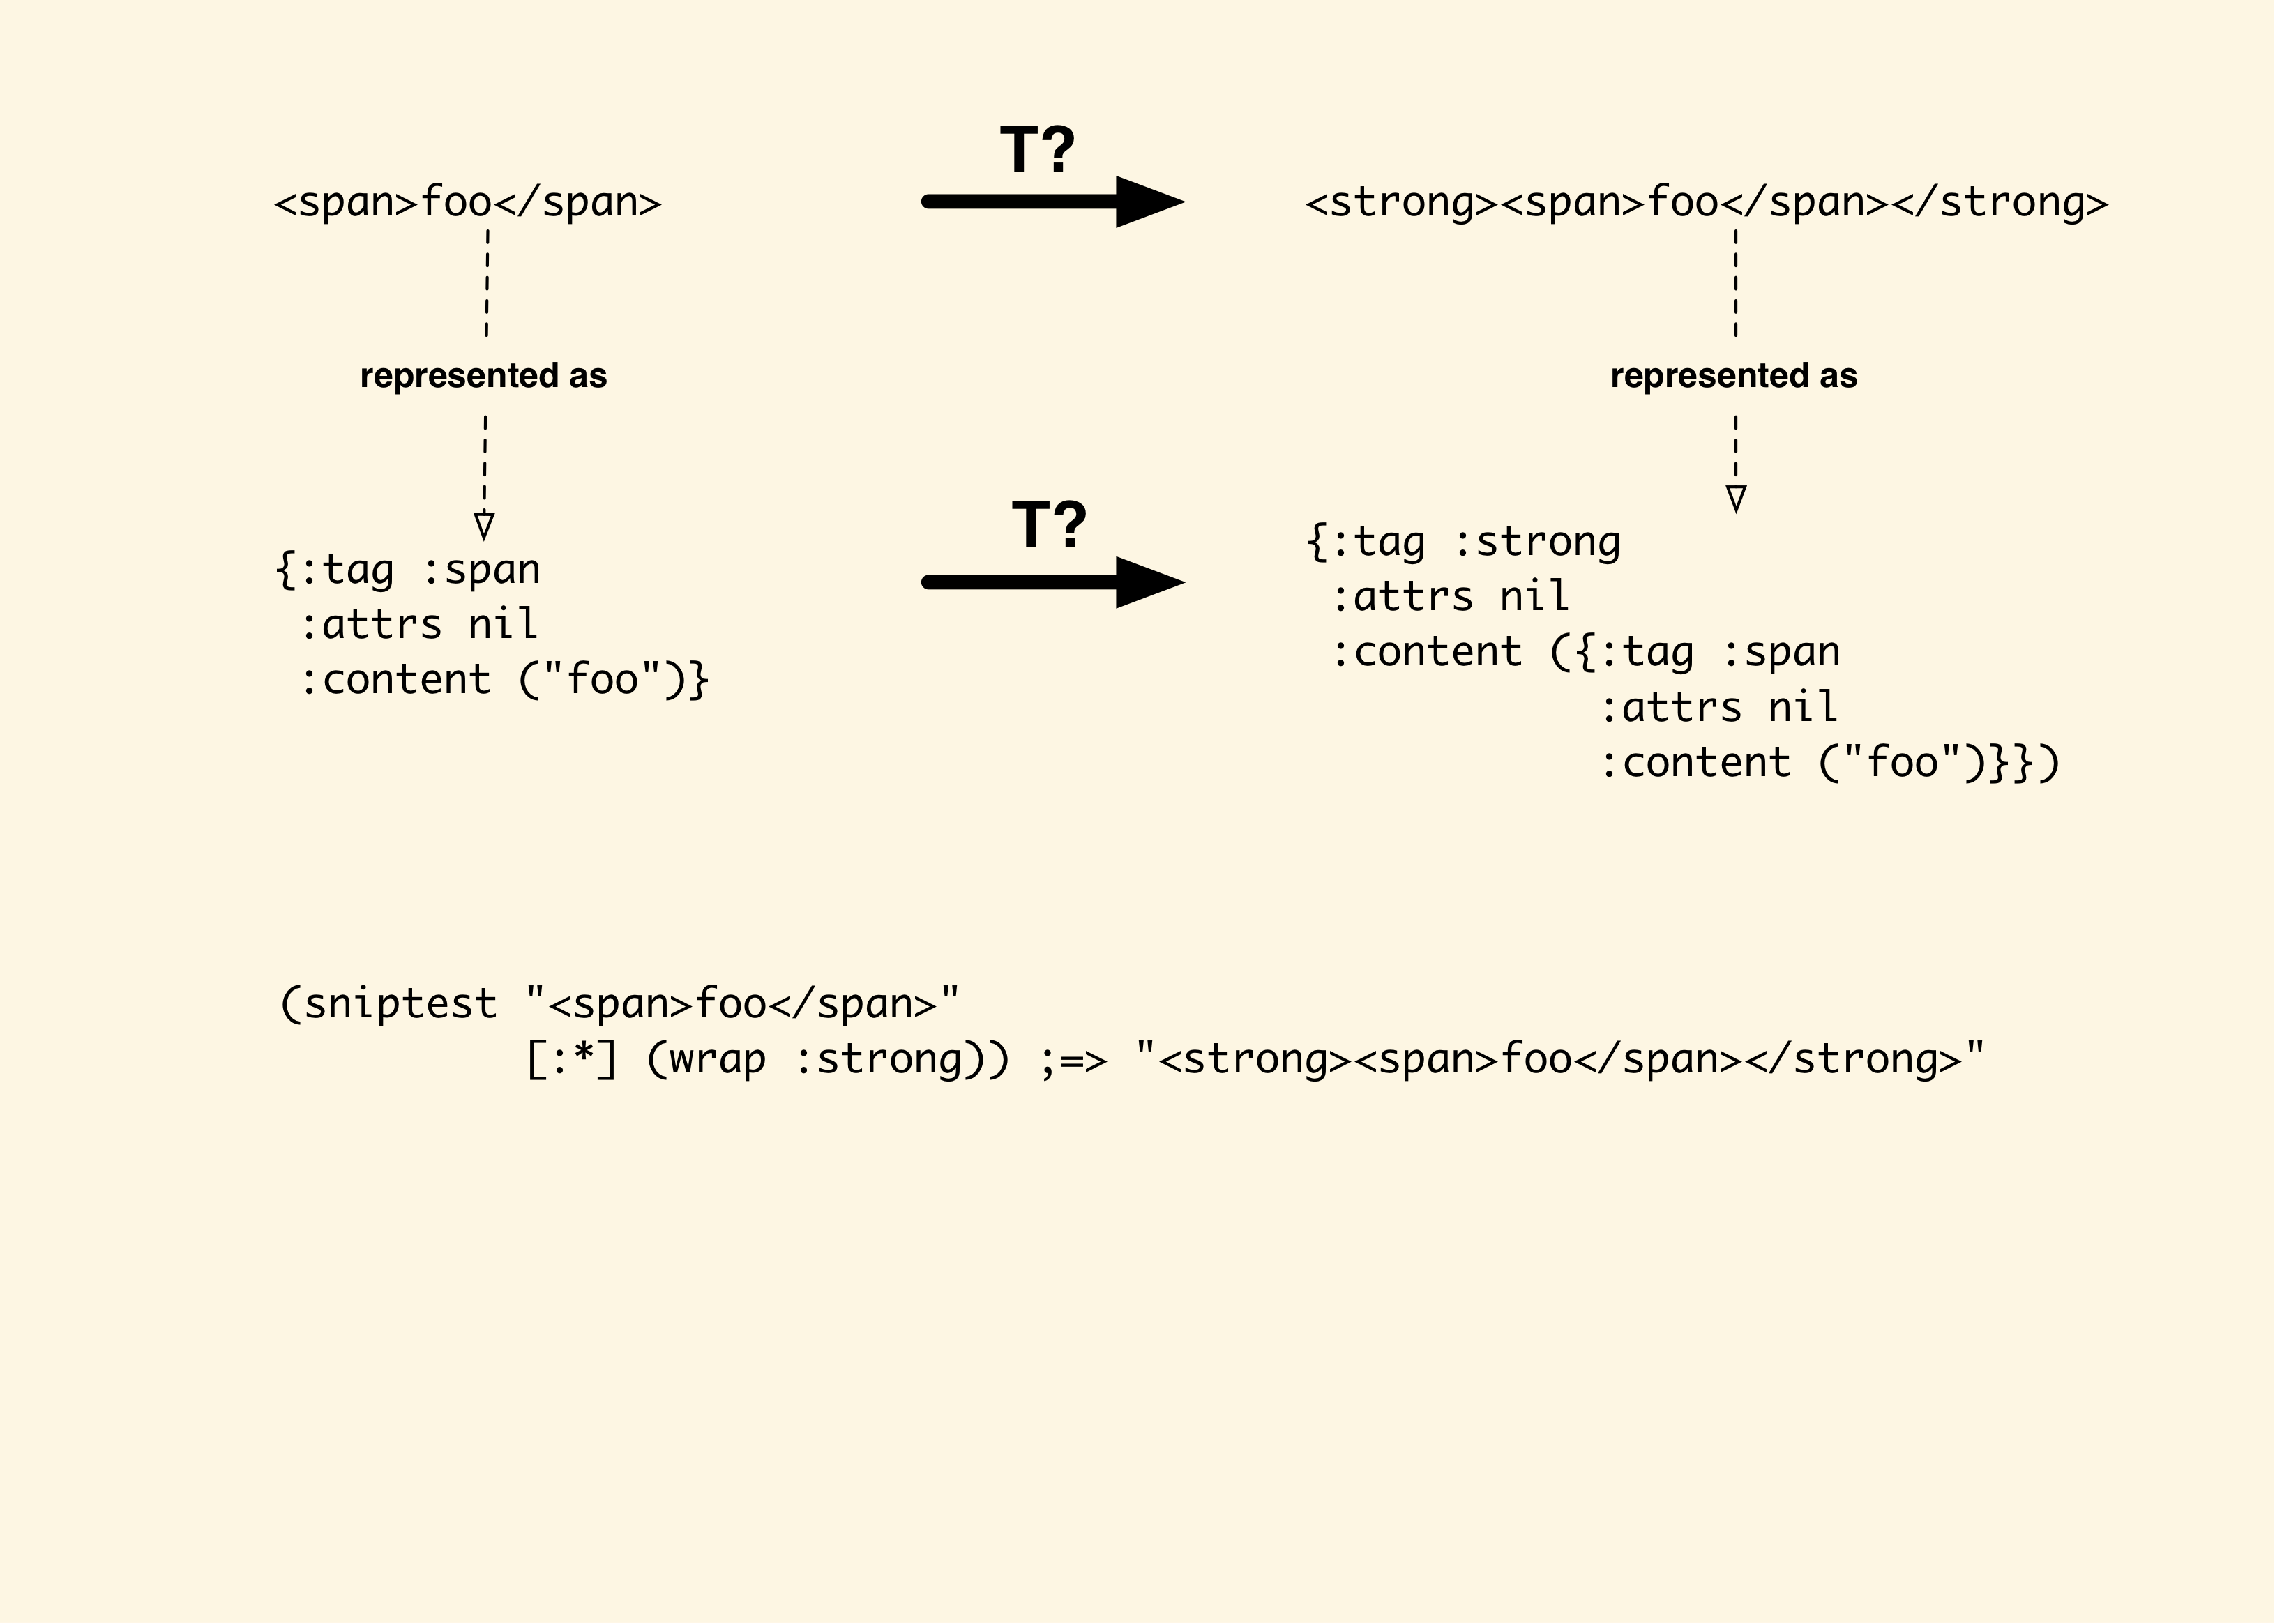 T?
<span>foo</span>
<strong><span>foo</span></strong>
represented as
represented as
T?
{:tag :span
 :attrs nil
 :content ("foo")}
{:tag :strong
 :attrs nil
 :content ({:tag :span
            :attrs nil
            :content ("foo")}})
(sniptest "<span>foo</span>"
          [:*] (wrap :strong)) ;=> "<strong><span>foo</span></strong>"